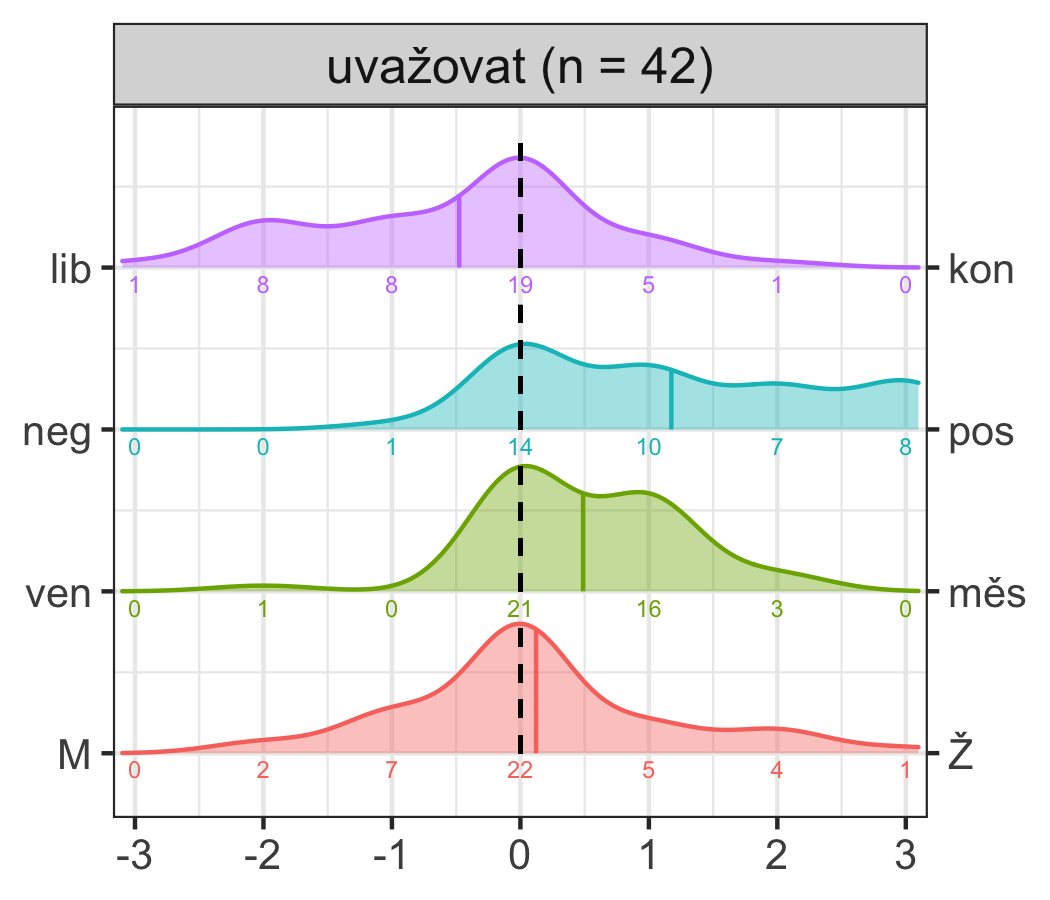 uvažovat (n = 42)
lib kon
1 8 8 19 5 1 0
neg pos
0 0 1 14 10 7 8
ven měs
0 1 0 21 16 3 0
M Ž
0 2 7 22 5 4 1
-3 -2 -1 0 1 2 3